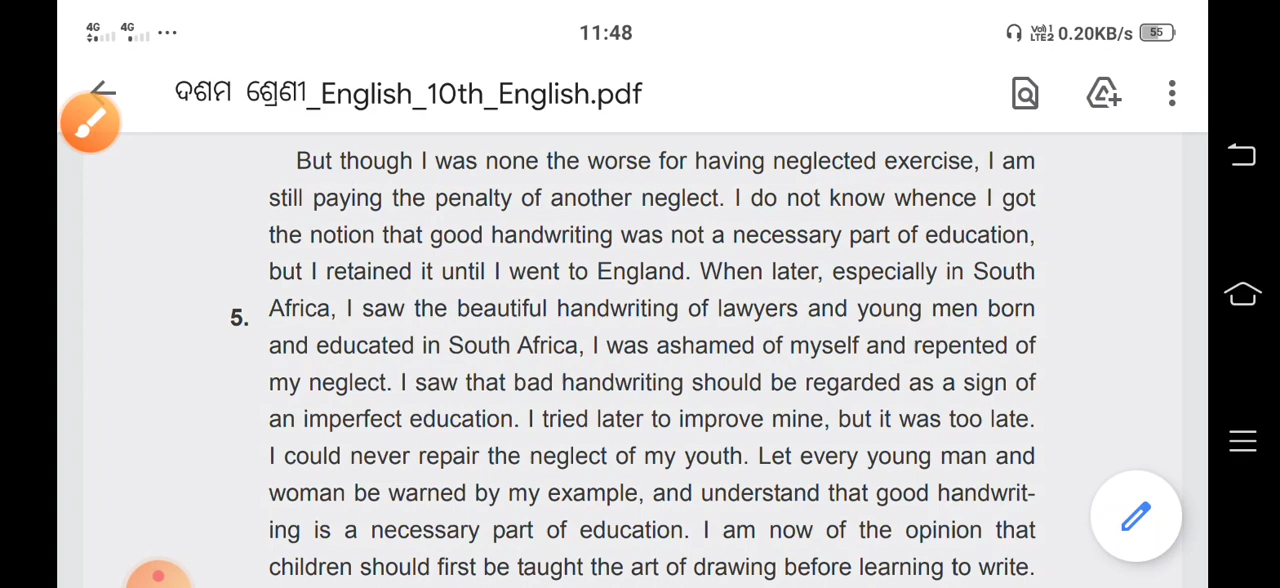 4G 4G ... 11:48 Vo) 1 LTE2 0.20KB/s 55
ଦଶମ ଶ୍ରେଣୀ_English_10th_English.pdf
But though I was none the worse for having neglected exercise, I am
still paying the penalty of another neglect. I do not know whence I got
the notion that good handwriting was not a necessary part of education,
but I retained it until I went to England. When later, especially in South
5. Africa, I saw the beautiful handwriting of lawyers and young men born
and educated in South Africa, I was ashamed of myself and repented of
my neglect. I saw that bad handwriting should be regarded as a sign of
an imperfect education. I tried later to improve mine, but it was too late.
I could never repair the neglect of my youth. Let every young man and
woman be warned by my example, and understand that good handwrit-
ing is a necessary part of education. I am now of the opinion that
children should first be taught the art of drawing before learning to write.